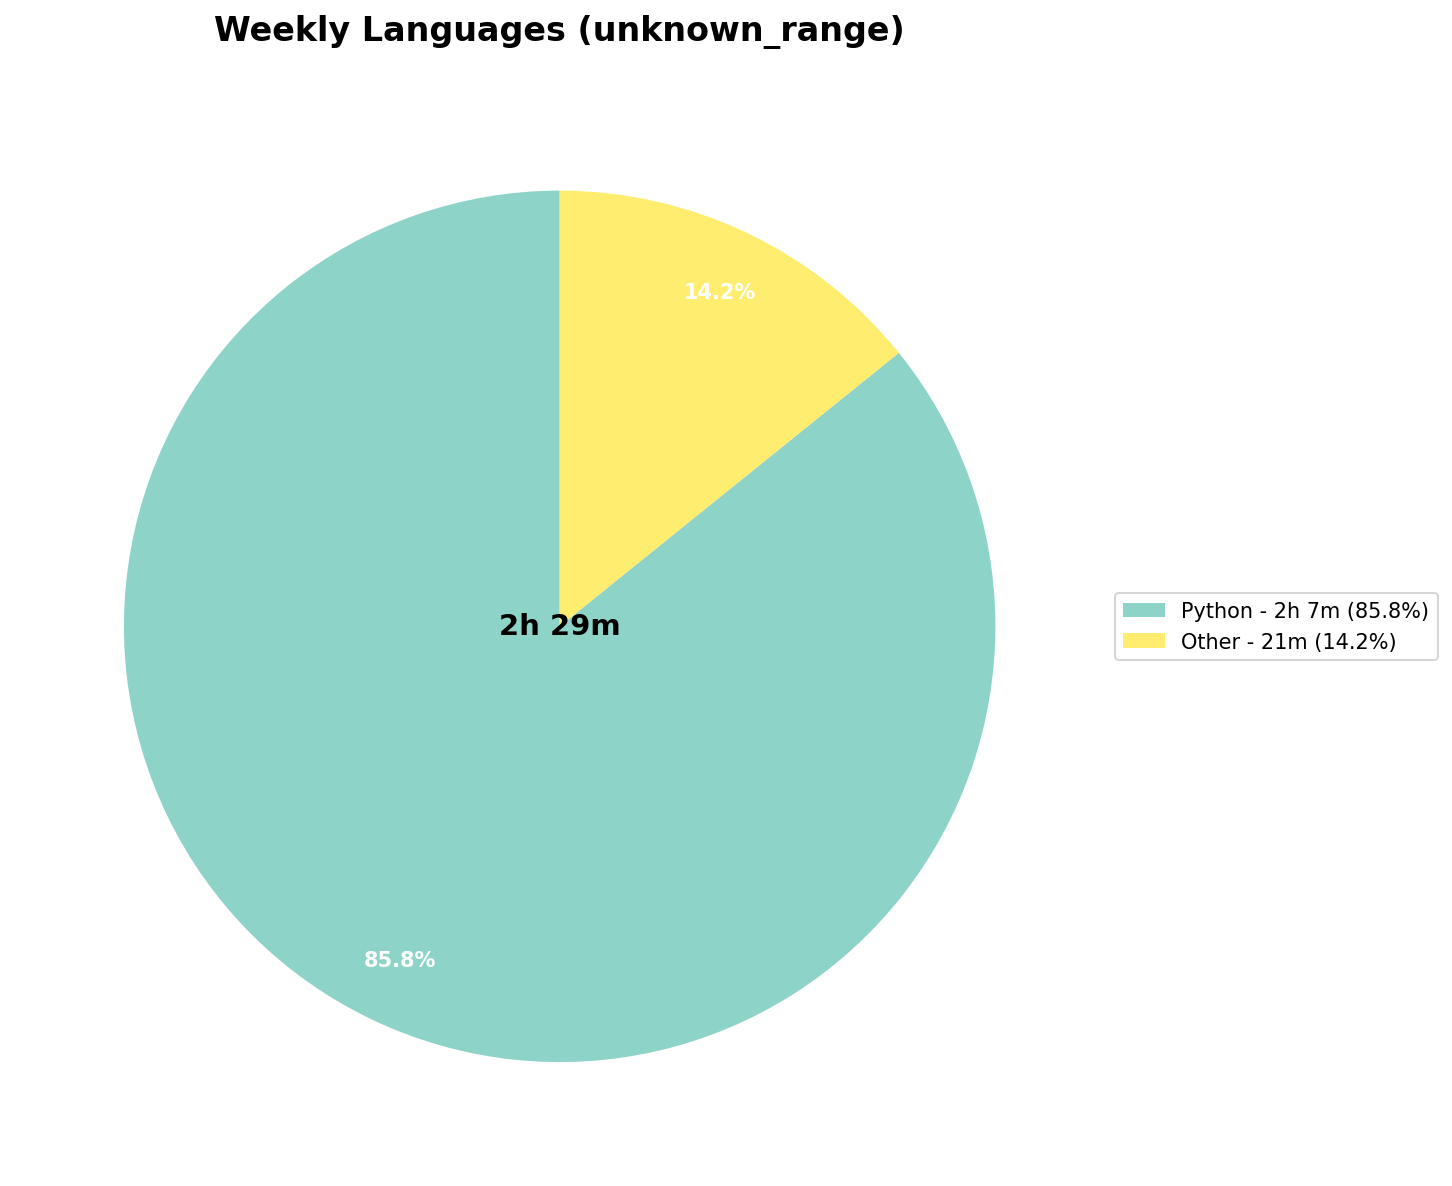 Weekly Languages (unknown_range)
14.2%
2h 29m
Python - 2h 7m (85.8%)
Other - 21m (14.2%)
85.8%